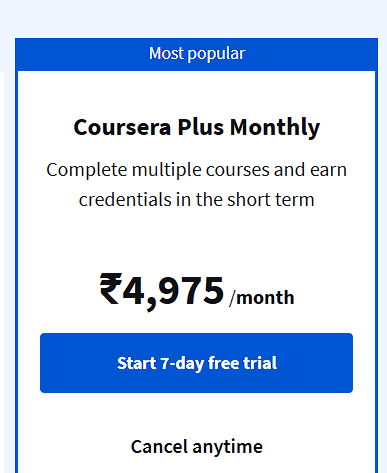 Most popular
Coursera Plus Monthly
Complete multiple courses and earn
credentials in the short term
₹4,975 /month
Start 7-day free trial
Cancel anytime